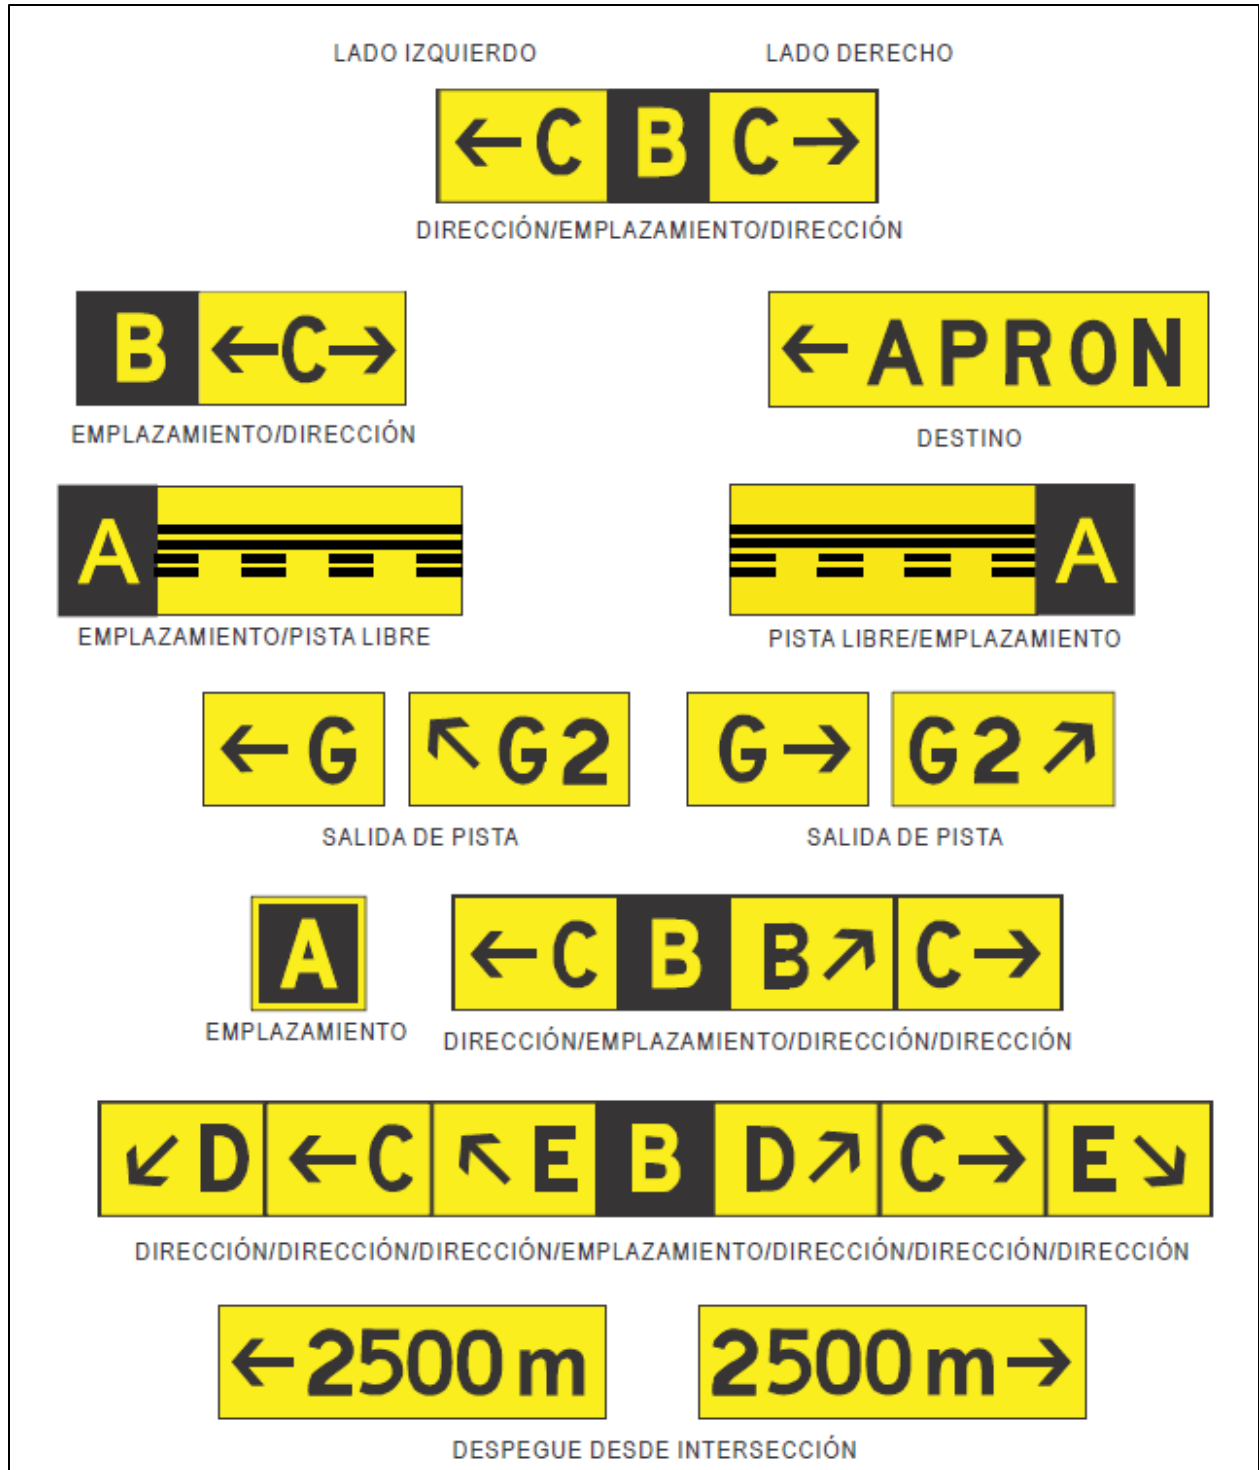 LADO IZQUIERDO LADO DERECHO
←C B C→
DIRECCIÓN/EMPLAZAMIENTO/DIRECCIÓN
B ←C→ ←APRON
EMPLAZAMIENTO/DIRECCIÓN DESTINO
A A
EMPLAZAMIENTO/PISTA LIBRE PISTA LIBRE/EMPLAZAMIENTO
←G ↖G2 G→ G2↗
SALIDA DE PISTA SALIDA DE PISTA
A ←C B B↗ C→
EMPLAZAMIENTO DIRECCIÓN/EMPLAZAMIENTO/DIRECCIÓN/DIRECCIÓN
↙D ←C ↖E B D↗ C→ E↘
DIRECCIÓN/DIRECCIÓN/DIRECCIÓN/EMPLAZAMIENTO/DIRECCIÓN/DIRECCIÓN/DIRECCIÓN
←2500 m 2500 m→
DESPEGUE DESDE INTERSECCIÓN